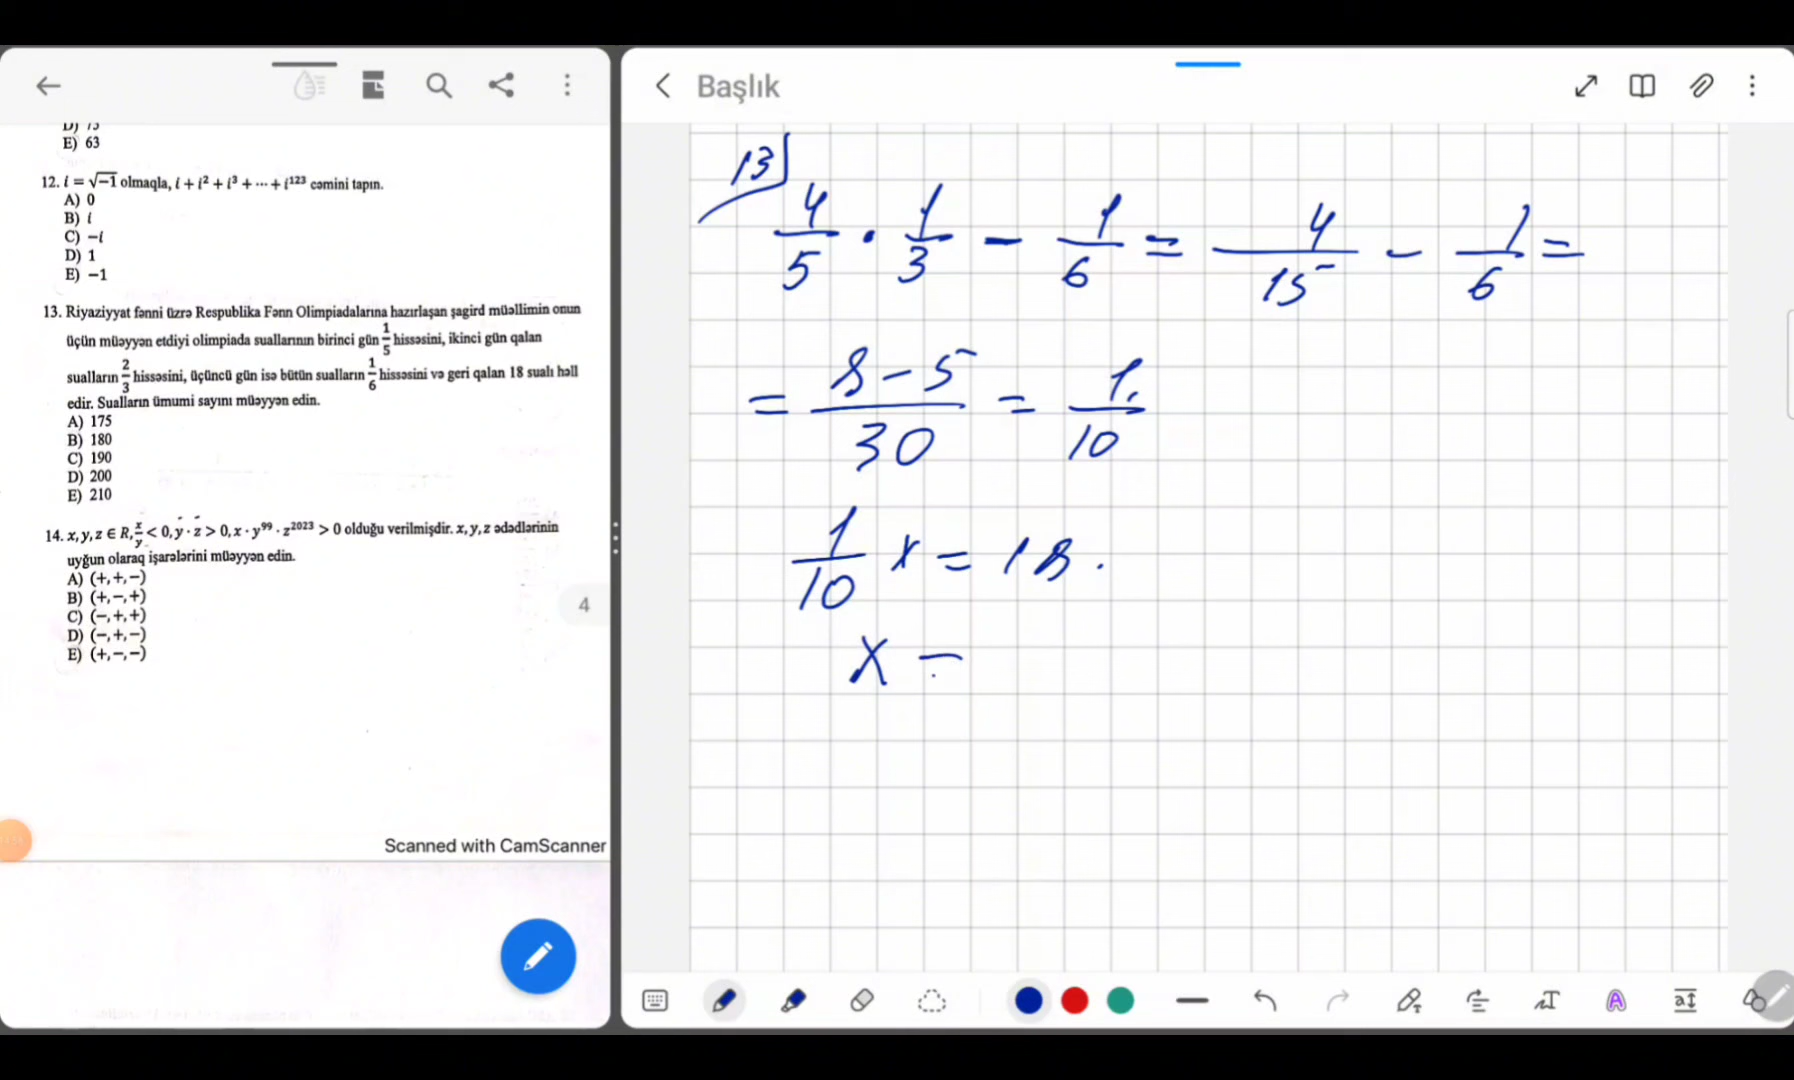 Başlık
D) 73
E) 63
12. i = √−1 olmaqla, i + i² + i³ + ⋯ + i¹²³ cəmini tapın.
A) 0
B) i
C) −i
D) 1
E) −1
13. Riyaziyyat fənni üzrə Respublika Fənn Olimpiadalarına hazırlaşan şagird müəllimin onun
üçün müəyyən etdiyi olimpiada suallarının birinci gün 1/5 hissəsini, ikinci gün qalan
sualların 2/3 hissəsini, üçüncü gün isə bütün sualların 1/6 hissəsini və geri qalan 18 sualı həll
edir. Sualların ümumi sayını müəyyən edin.
A) 175
B) 180
C) 190
D) 200
E) 210
14. x, y, z ∈ R, x/y < 0, y · z > 0, x · y⁹⁹ · z²⁰²³ > 0 olduğu verilmişdir. x, y, z ədədlərinin
uyğun olaraq işarələrini müəyyən edin.
A) (+, +, −)
B) (+, −, +)
C) (−, +, +)
D) (−, +, −)
E) (+, −, −)
4
Scanned with CamScanner
13)
4/5 · 1/3 − 1/6 = 4/15 − 1/6 =
= 8 − 5/30 = 1/10
1/10 x = 18.
x =